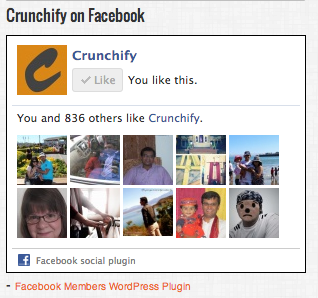 Crunchify on Facebook
Crunchify
Like You like this.
You and 836 others like Crunchify.
Facebook social plugin
- Facebook Members WordPress Plugin